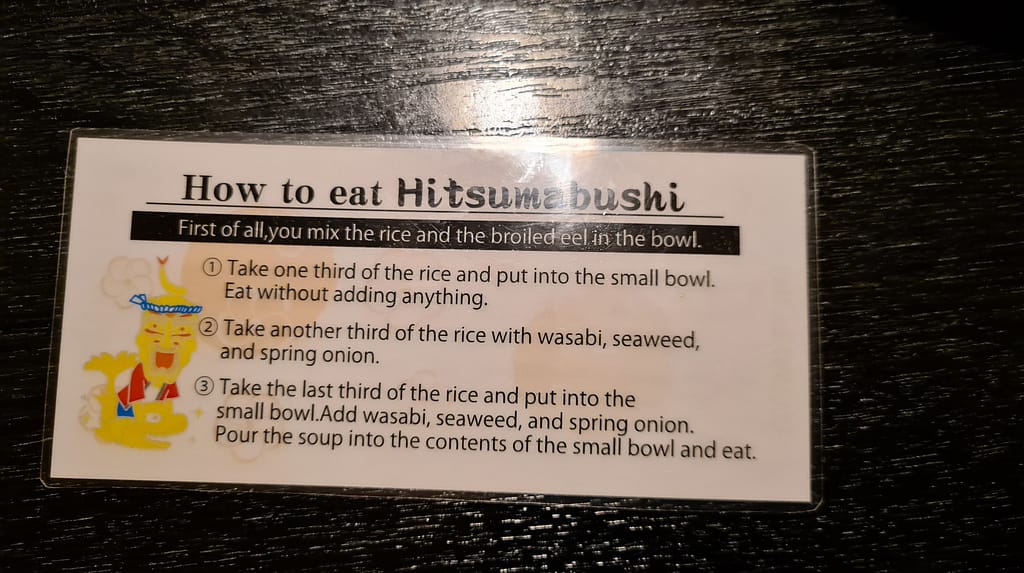 How to eat Hitsumabushi
First of all,you mix the rice and the broiled eel in the bowl.
① Take one third of the rice and put into the small bowl.
Eat without adding anything.
② Take another third of the rice with wasabi, seaweed,
and spring onion.
③ Take the last third of the rice and put into the
small bowl.Add wasabi, seaweed, and spring onion.
Pour the soup into the contents of the small bowl and eat.